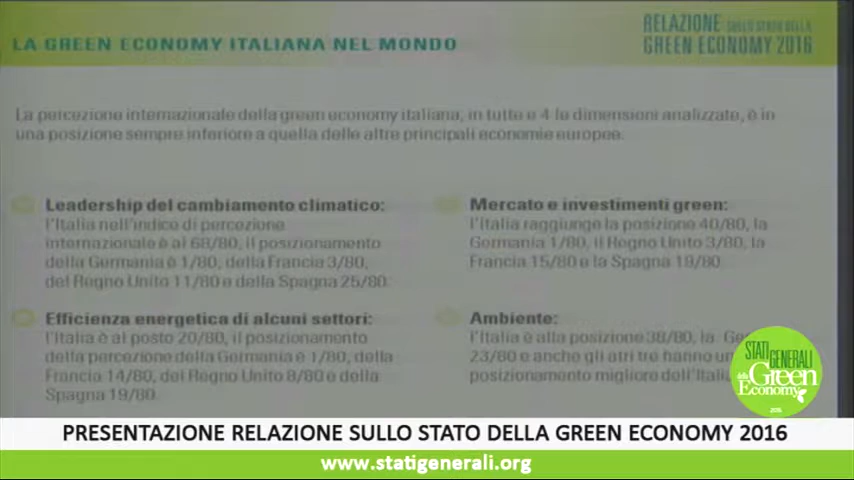 LA GREEN ECONOMY ITALIANA NEL MONDO
RELAZIONE SULLO STATO DELLA
GREEN ECONOMY 2016
La percezione internazionale della green economy italiana, in tutte e 4 le dimensioni analizzate, è in
una posizione sempre inferiore a quella delle altre principali economie europee.
Leadership del cambiamento climatico:
l'Italia nell'indice di percezione
internazionale è al 68/80, il posizionamento
della Germania è 1/80, della Francia 3/80,
del Regno Unito 11/80 e della Spagna 25/80.
Efficienza energetica di alcuni settori:
l'Italia è al posto 20/80, il posizionamento
della percezione della Germania è 1/80, della
Francia 14/80, del Regno Unito 8/80 e della
Spagna 19/80.
Mercato e investimenti green:
l'Italia raggiunge la posizione 40/80, la
Germania 1/80, il Regno Unito 3/80, la
Francia 15/80 e la Spagna 19/80.
Ambiente:
l'Italia è alla posizione 38/80, la
23/80 e anche gli atri tre hanno un
posizionamento migliore dell'Italia
STATI
GENERALI
della Green
Economy
2016
PRESENTAZIONE RELAZIONE SULLO STATO DELLA GREEN ECONOMY 2016
www.statigenerali.org